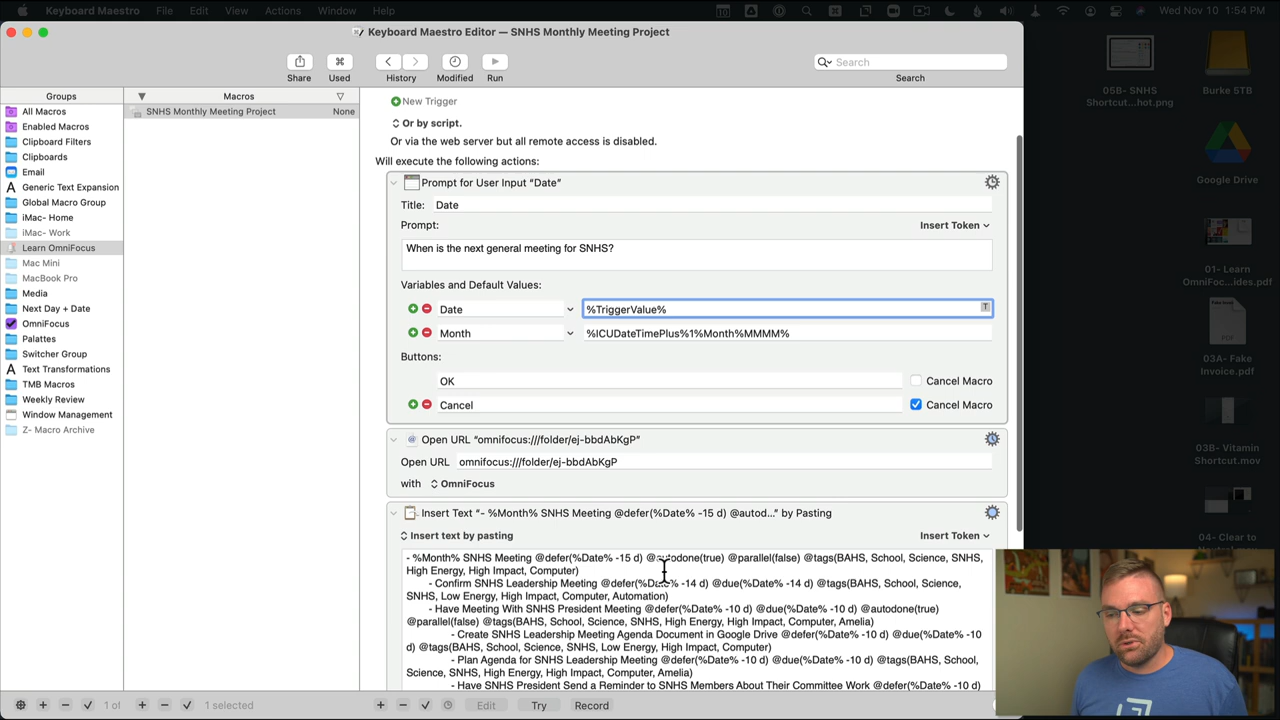 Keyboard Maestro File Edit View Actions Window Help
Wed Nov 10 1:54 PM
Keyboard Maestro Editor — SNHS Monthly Meeting Project
Share Used History Modified Run
Search
Search
Groups
Macros
All Macros
Enabled Macros
Clipboard Filters
Clipboards
Email
Generic Text Expansion
Global Macro Group
iMac- Home
iMac- Work
Learn OmniFocus
Mac Mini
MacBook Pro
Media
Next Day + Date
OmniFocus
Palattes
Switcher Group
Text Transformations
TMB Macros
Weekly Review
Window Management
Z- Macro Archive
SNHS Monthly Meeting Project None
New Trigger
Or by script.
Or via the web server but all remote access is disabled.
Will execute the following actions:
Prompt for User Input “Date”
Title: Date
Prompt: Insert Token
When is the next general meeting for SNHS?
Variables and Default Values:
Date %TriggerValue%
Month %ICUDateTimePlus%1%Month%MMMM%
Buttons:
OK Cancel Macro
Cancel Cancel Macro
Open URL “omnifocus:///folder/ej-bbdAbKgP”
Open URL omnifocus:///folder/ej-bbdAbKgP
with OmniFocus
Insert Text “- %Month% SNHS Meeting @defer(%Date% -15 d) @autod...” by Pasting
Insert text by pasting Insert Token
- %Month% SNHS Meeting @defer(%Date% -15 d) @autodone(true) @parallel(false) @tags(BAHS, School, Science, SNHS,
High Energy, High Impact, Computer)
- Confirm SNHS Leadership Meeting @defer(%Date% -14 d) @due(%Date% -14 d) @tags(BAHS, School, Science,
SNHS, Low Energy, High Impact, Computer, Automation)
- Have Meeting With SNHS President Meeting @defer(%Date% -10 d) @due(%Date% -10 d) @autodone(true)
@parallel(false) @tags(BAHS, School, Science, SNHS, High Energy, High Impact, Computer, Amelia)
- Create SNHS Leadership Meeting Agenda Document in Google Drive @defer(%Date% -10 d) @due(%Date% -10
d) @tags(BAHS, School, Science, SNHS, Low Energy, High Impact, Computer)
- Plan Agenda for SNHS Leadership Meeting @defer(%Date% -10 d) @due(%Date% -10 d) @tags(BAHS, School,
Science, SNHS, High Energy, High Impact, Computer, Amelia)
- Have SNHS President Send a Reminder to SNHS Members About Their Committee Work @defer(%Date% -10 d)
1 of
1 selected
Edit Try Record
05B- SNHS
Shortcut...hot.png
Burke 5TB
Google Drive
01- Learn
OmniFoc...ides.pdf
03A- Fake
Invoice.pdf
PDF
03B- Vitamin
Shortcut.mov